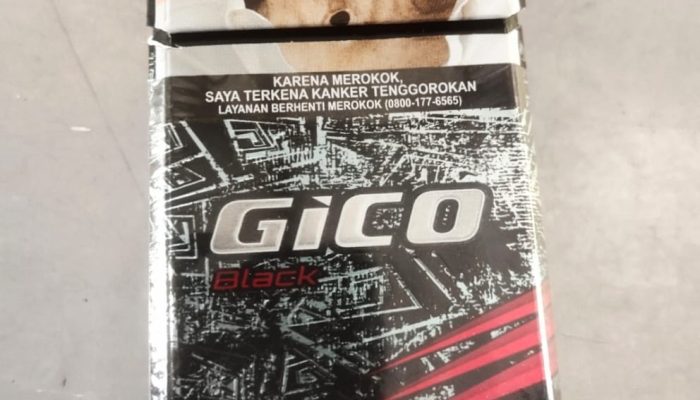 KARENA MEROKOK,
SAYA TERKENA KANKER TENGGOROKAN
LAYANAN BERHENTI MEROKOK (0800-177-6565)
GiCO
Black